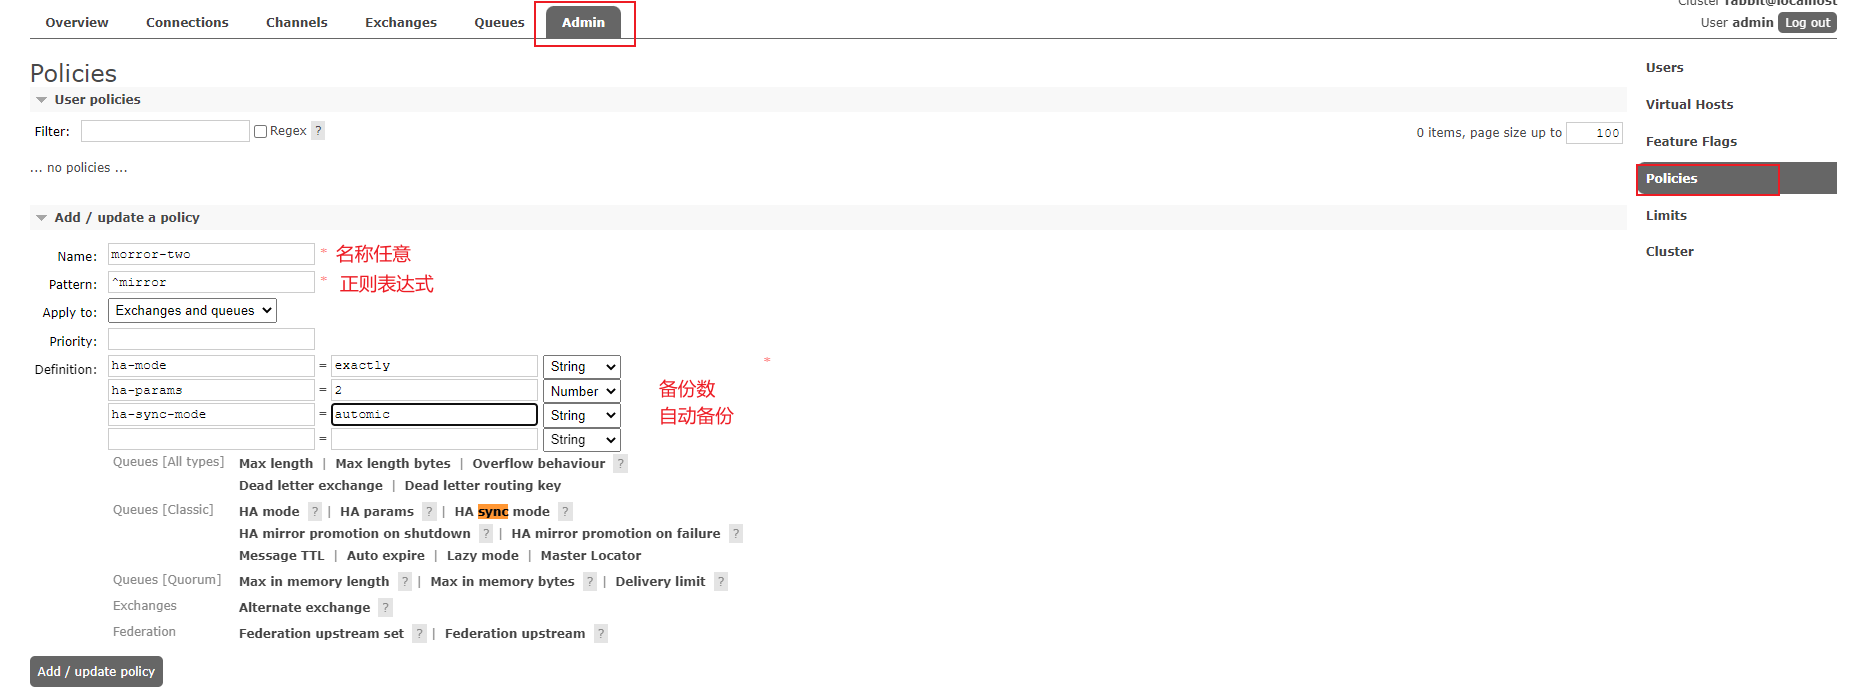 Cluster rabbit@localhost
Overview Connections Channels Exchanges Queues Admin
User admin Log out
Policies
User policies
Filter: Regex ?
0 items, page size up to 100
... no policies ...
Add / update a policy
Name: morror-two * 名称任意
Pattern: ^mirror * 正则表达式
Apply to: Exchanges and queues
Priority:
Definition: ha-mode = exactly String *
ha-params = 2 Number 备份数
ha-sync-mode = automic String 自动备份
= String
Queues [All types] Max length | Max length bytes | Overflow behaviour ?
Dead letter exchange | Dead letter routing key
Queues [Classic] HA mode ? | HA params ? | HA sync mode ?
HA mirror promotion on shutdown ? | HA mirror promotion on failure ?
Message TTL | Auto expire | Lazy mode | Master Locator
Queues [Quorum] Max in memory length ? | Max in memory bytes ? | Delivery limit ?
Exchanges Alternate exchange ?
Federation Federation upstream set ? | Federation upstream ?
Add / update policy
Users
Virtual Hosts
Feature Flags
Policies
Limits
Cluster